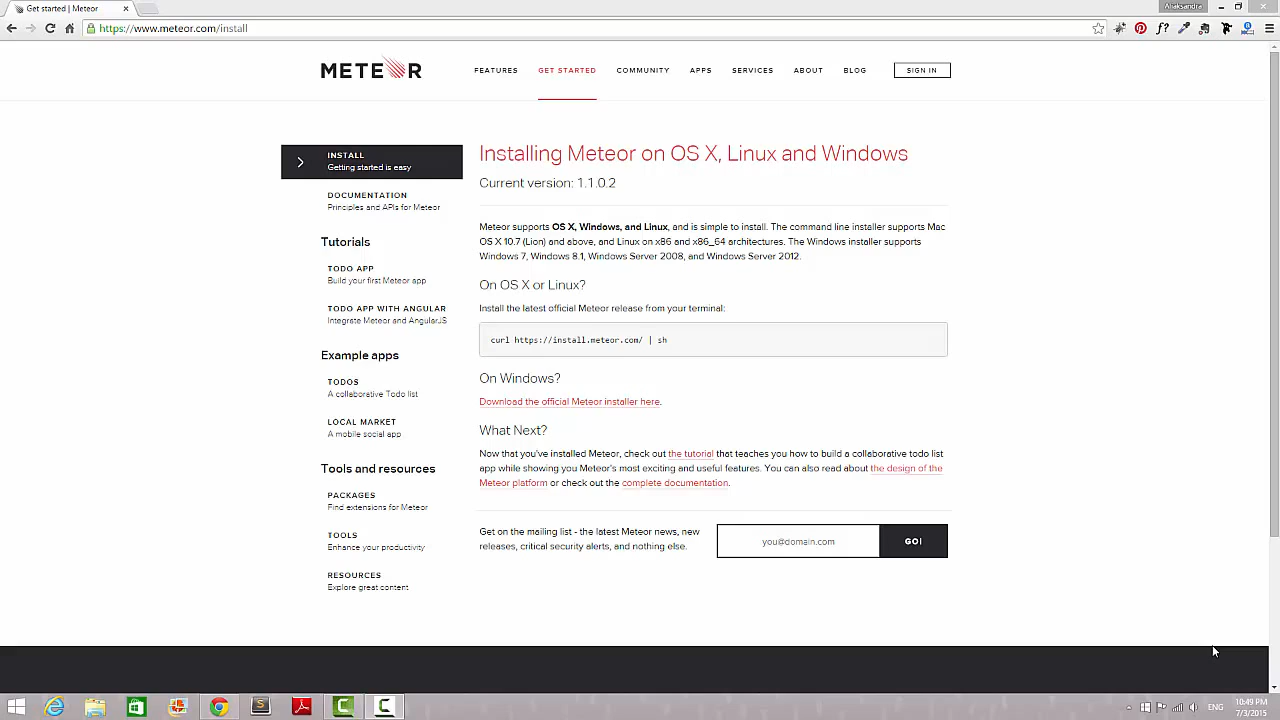 Get started | Meteor
Aliaksandra
https://www.meteor.com/install
METEOR
FEATURES
GET STARTED
COMMUNITY
APPS
SERVICES
ABOUT
BLOG
SIGN IN
INSTALL
Getting started is easy
DOCUMENTATION
Principles and APIs for Meteor
Tutorials
TODO APP
Build your first Meteor app
TODO APP WITH ANGULAR
Integrate Meteor and AngularJS
Example apps
TODOS
A collaborative Todo list
LOCAL MARKET
A mobile social app
Tools and resources
PACKAGES
Find extensions for Meteor
TOOLS
Enhance your productivity
RESOURCES
Explore great content
Installing Meteor on OS X, Linux and Windows
Current version: 1.1.0.2
Meteor supports OS X, Windows, and Linux, and is simple to install. The command line installer supports Mac
OS X 10.7 (Lion) and above, and Linux on x86 and x86_64 architectures. The Windows installer supports
Windows 7, Windows 8.1, Windows Server 2008, and Windows Server 2012.
On OS X or Linux?
Install the latest official Meteor release from your terminal:
curl https://install.meteor.com/ | sh
On Windows?
Download the official Meteor installer here.
What Next?
Now that you've installed Meteor, check out the tutorial that teaches you how to build a collaborative todo list
app while showing you Meteor's most exciting and useful features. You can also read about the design of the
Meteor platform or check out the complete documentation.
Get on the mailing list - the latest Meteor news, new
releases, critical security alerts, and nothing else.
you@domain.com
GO!
ENG
10:49 PM
7/3/2015